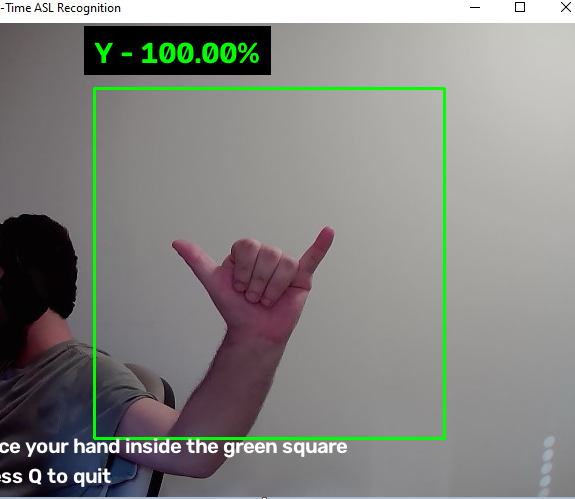 -Time ASL Recognition
Y - 100.00%
ce your hand inside the green square
ess Q to quit